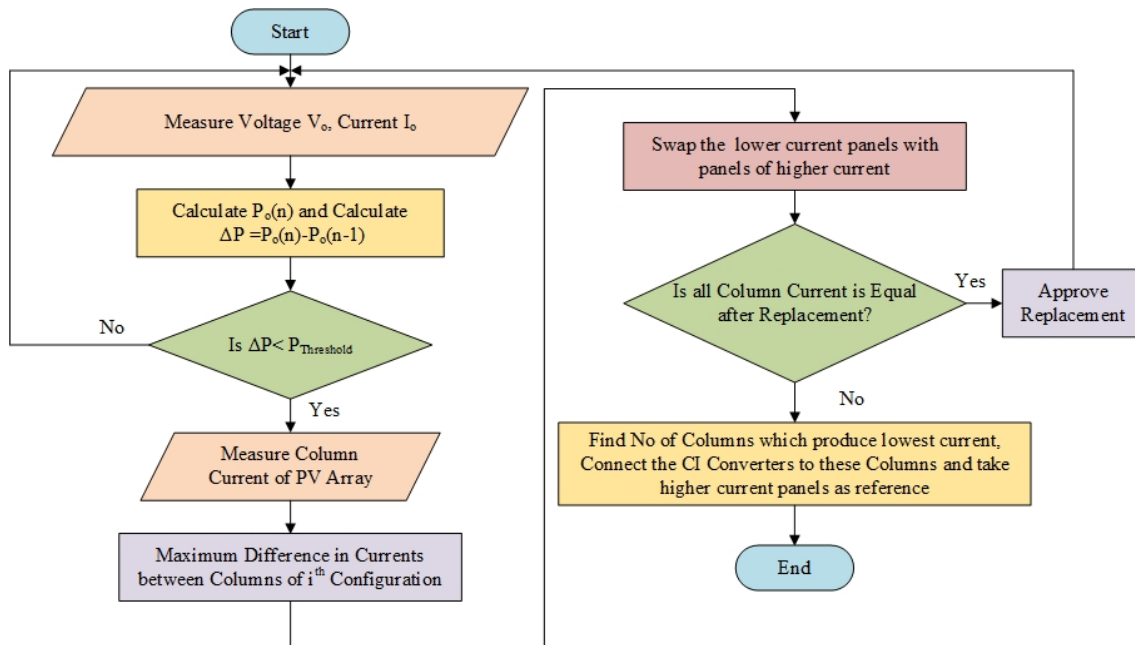 Start
Measure Voltage Vₒ, Current Iₒ
Calculate Pₒ(n) and Calculate
ΔP =Pₒ(n)-Pₒ(n-1)
No
Is ΔP< P_Threshold
Yes
Measure Column
Current of PV Array
Maximum Difference in Currents
between Columns of i^th Configuration
Swap the lower current panels with
panels of higher current
Is all Column Current is Equal
after Replacement?
Yes
Approve
Replacement
No
Find No of Columns which produce lowest current,
Connect the CI Converters to these Columns and take
higher current panels as reference
End